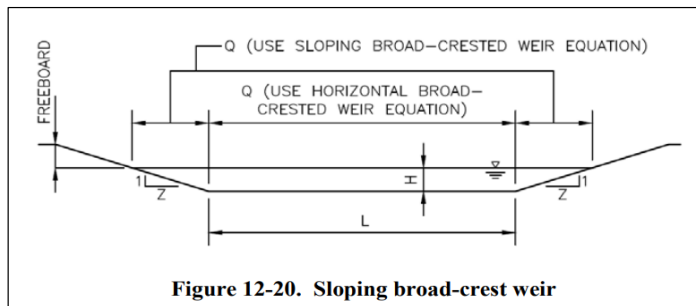 Q (USE SLOPING BROAD-CRESTED WEIR EQUATION)
FREEBOARD
Q (USE HORIZONTAL BROAD-
CRESTED WEIR EQUATION)
1
Z
H
1
Z
L
Figure 12-20. Sloping broad-crest weir